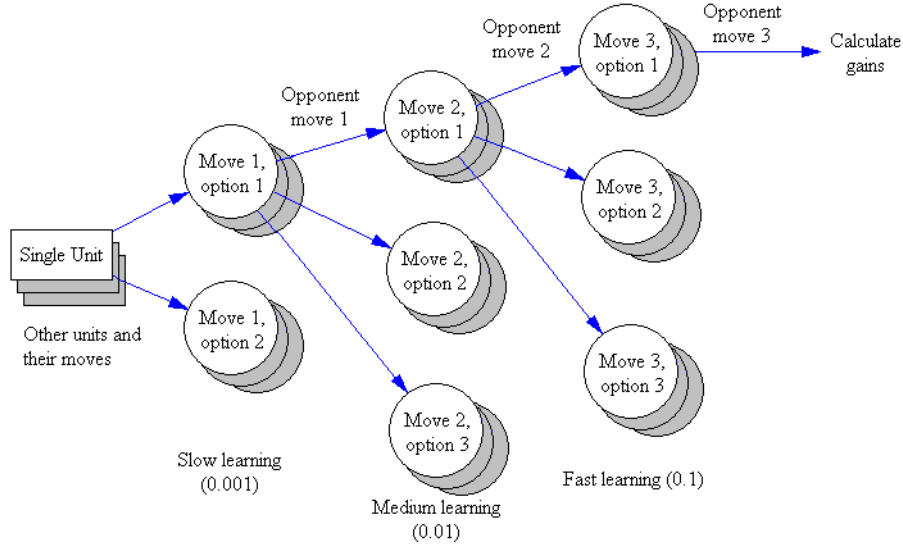 Opponent
move 3
Opponent
move 2
Move 3,
option 1
Calculate
gains
Opponent
move 1
Move 2,
option 1
Move 1,
option 1
Move 3,
option 2
Single Unit
Move 2,
option 2
Other units and
their moves
Move 1,
option 2
Move 3,
option 3
Move 2,
option 3
Slow learning
(0.001)
Medium learning
(0.01)
Fast learning (0.1)